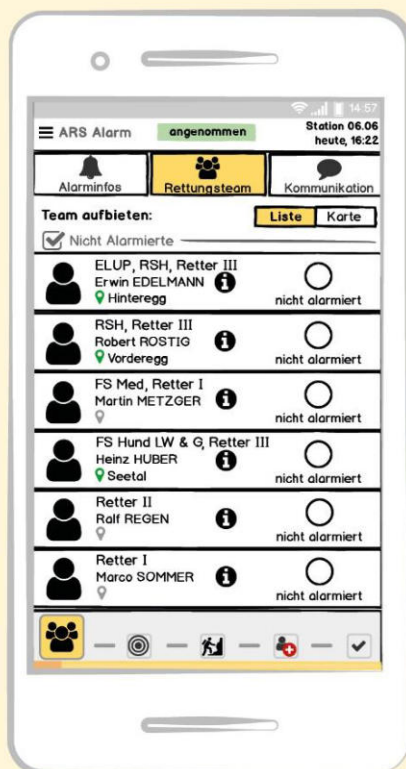 14:57
ARS Alarm angenommen Station 06.06
heute, 16:22
Alarminfos Rettungsteam Kommunikation
Team aufbieten: Liste Karte
Nicht Alarmierte
ELUP, RSH, Retter III
Erwin EDELMANN
Hinteregg nicht alarmiert
RSH, Retter III
Robert ROSTIG
Vorderegg nicht alarmiert
FS Med, Retter I
Martin METZGER
nicht alarmiert
FS Hund LW & G, Retter III
Heinz HUBER
Seetal nicht alarmiert
Retter II
Ralf REGEN
nicht alarmiert
Retter I
Marco SOMMER
nicht alarmiert